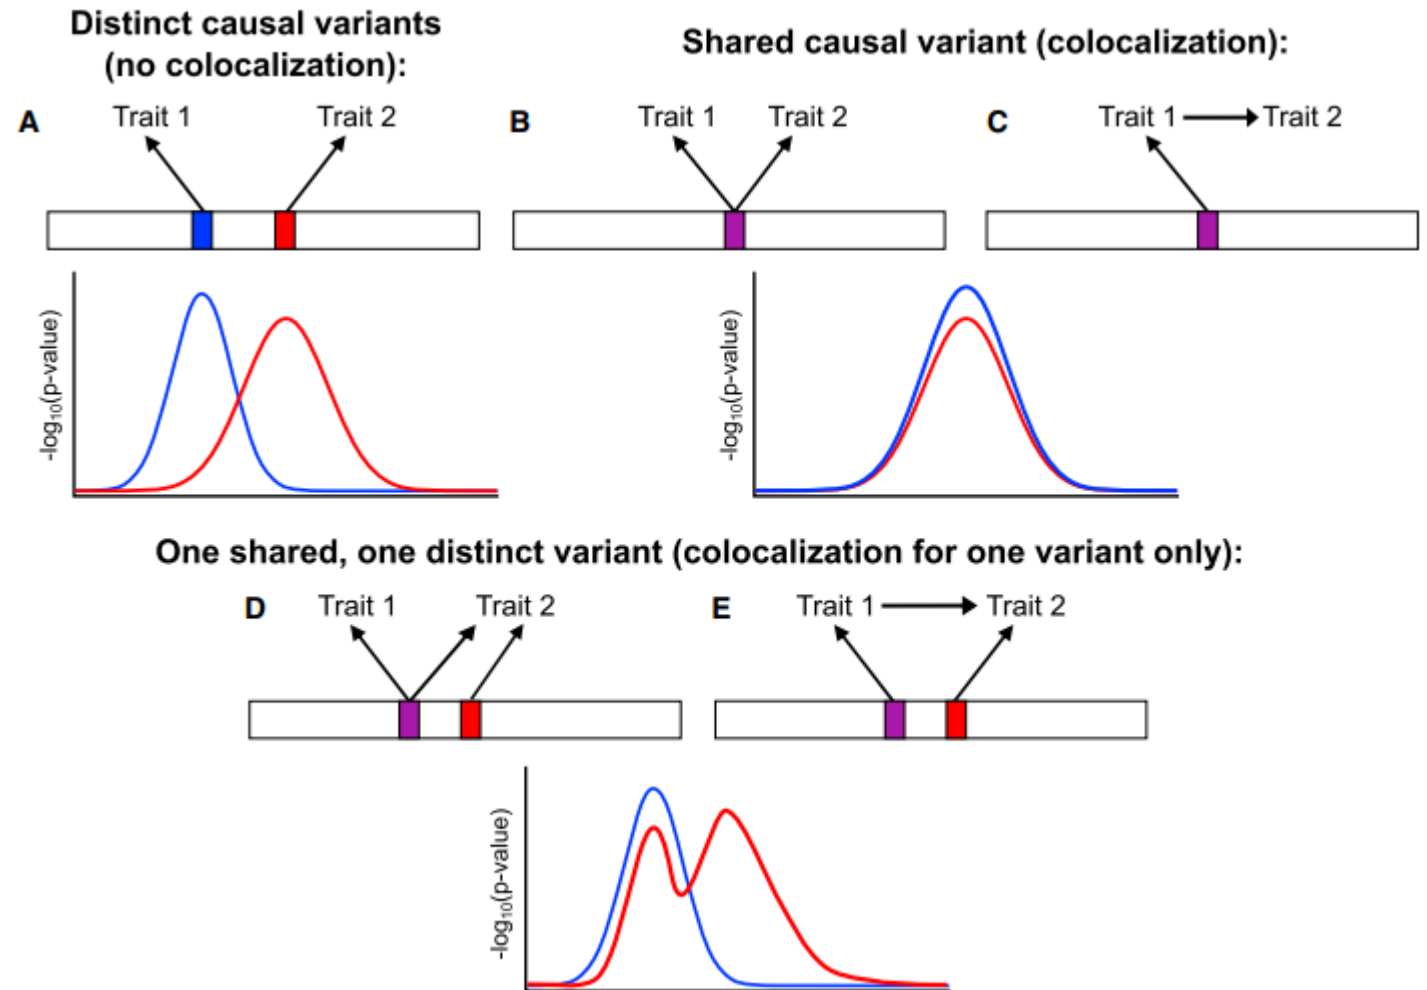 Distinct causal variants
(no colocalization):
Shared causal variant (colocalization):
A Trait 1 Trait 2
B Trait 1 Trait 2
C Trait 1 Trait 2
-log10(p-value)
-log10(p-value)
One shared, one distinct variant (colocalization for one variant only):
D Trait 1 Trait 2
E Trait 1 Trait 2
-log10(p-value)